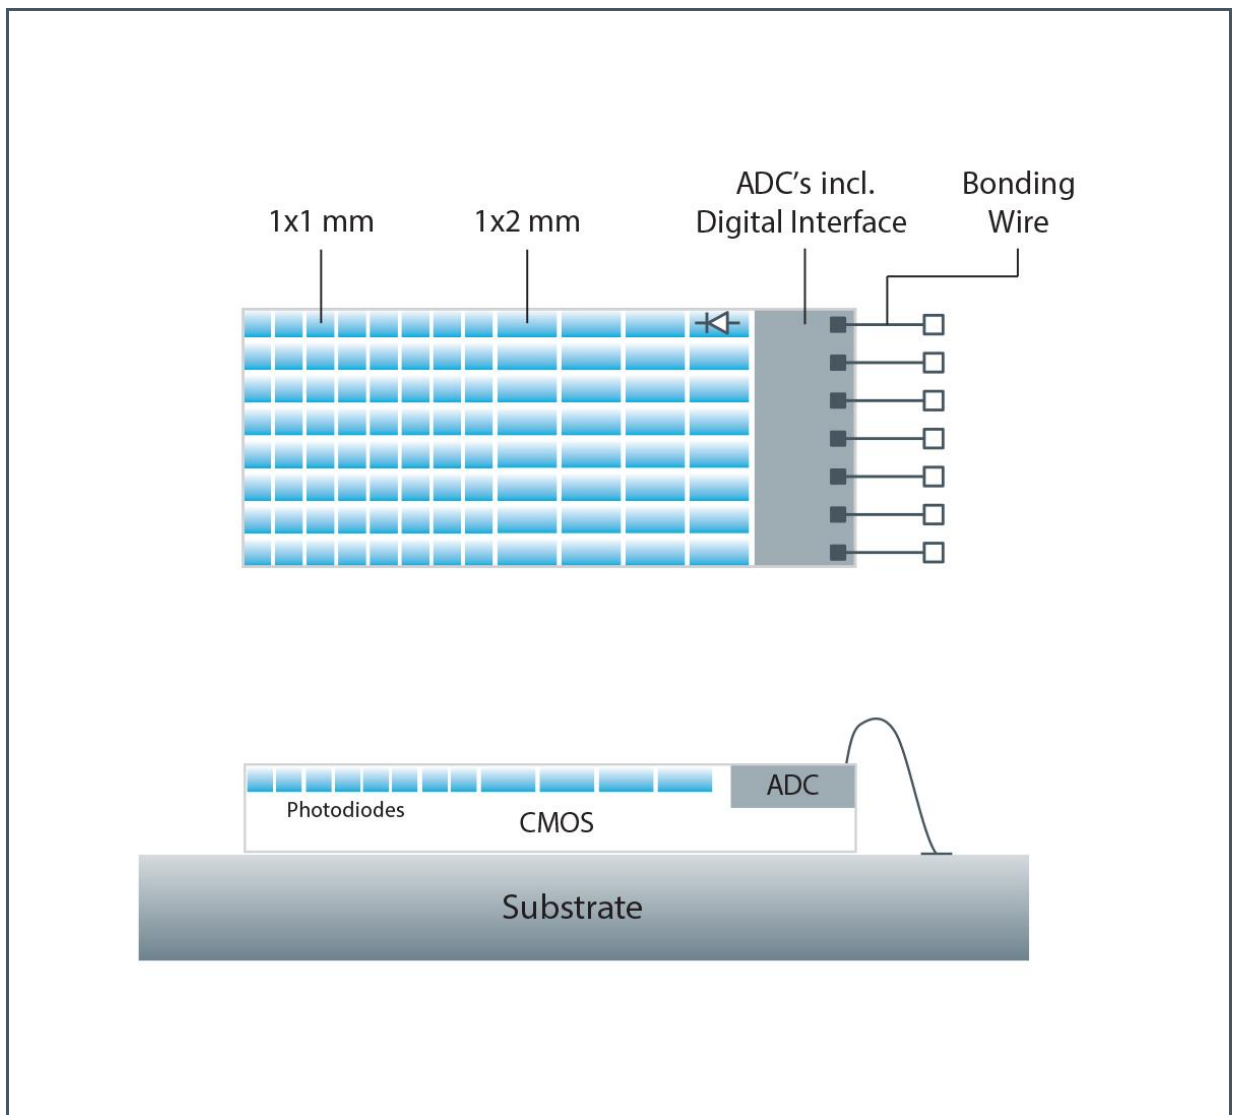 1x1 mm
1x2 mm
ADC's incl.
Digital Interface
Bonding
Wire
Photodiodes
CMOS
ADC
Substrate